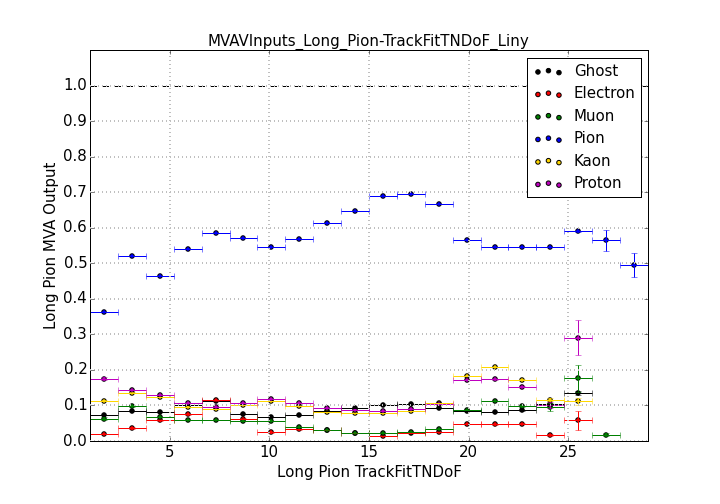 MVAVInputs_Long_Pion-TrackFitTNDoF_Liny
Long Pion MVA Output
1.0
0.9
0.8
0.7
0.6
0.5
0.4
0.3
0.2
0.1
0.0
Ghost
Electron
Muon
Pion
Kaon
Proton
5
10
15
20
25
Long Pion TrackFitTNDoF